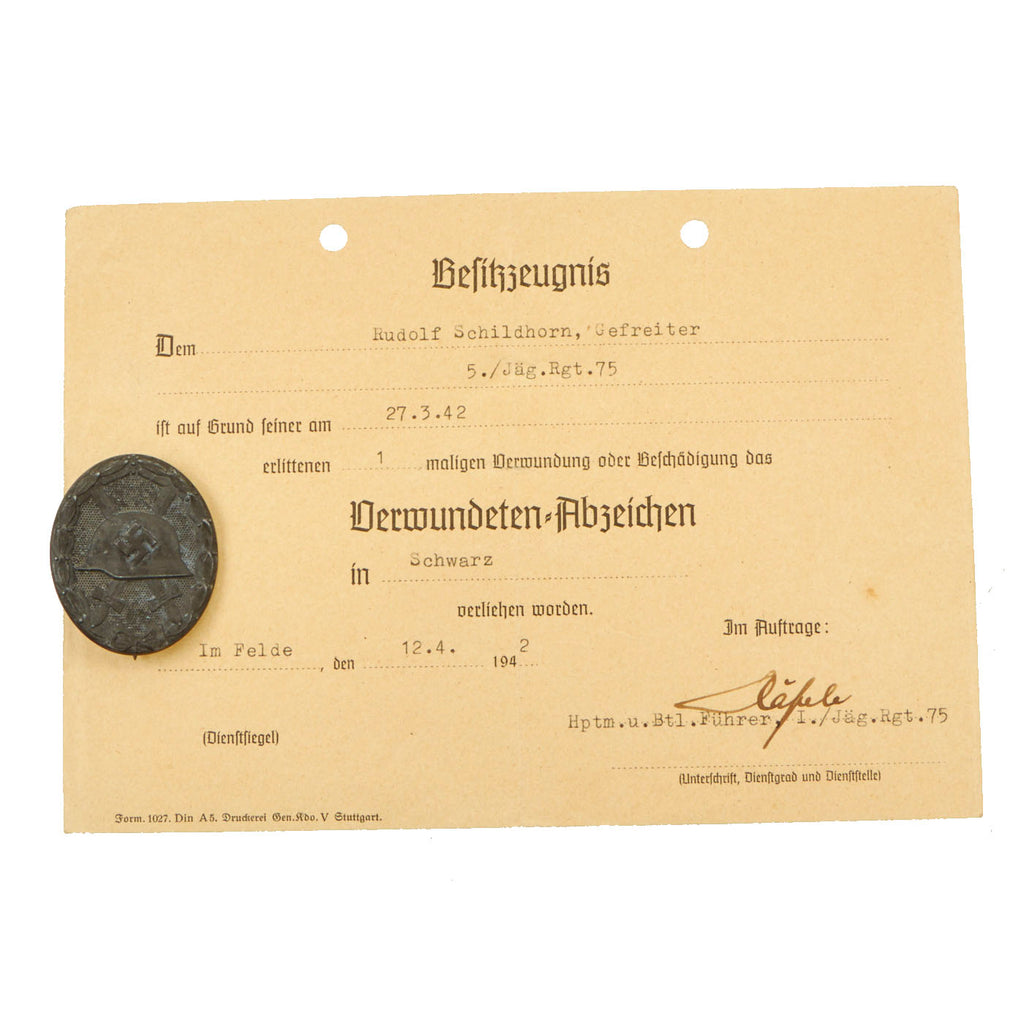 Besitzzeugnis
Dem Rudolf Schildhorn, Gefreiter
5./Jäg.Rgt.75
ist auf Grund seiner am 27.3.42
erlittenen 1 maligen Verwundung oder Beschädigung das
Verwundeten-Abzeichen
in Schwarz
verliehen worden.
Im Auftrage:
Im Felde, den 12.4. 1942
Hptm.u.Btl.Führer, I./Jäg.Rgt.75
(Dienstsiegel)
(Unterschrift, Dienstgrad und Dienststelle)
Form. 1027. Din A5. Druckerei Gen.Kdo. V Stuttgart.